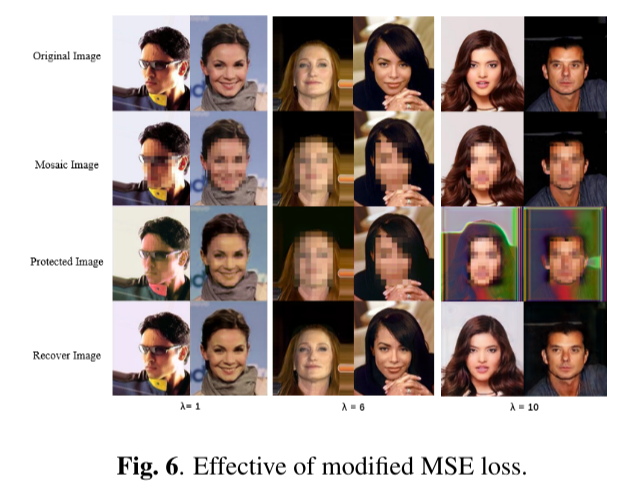 Original Image
Mosaic Image
Protected Image
Recover Image
λ= 1
λ = 6
λ = 10
Fig. 6. Effective of modified MSE loss.